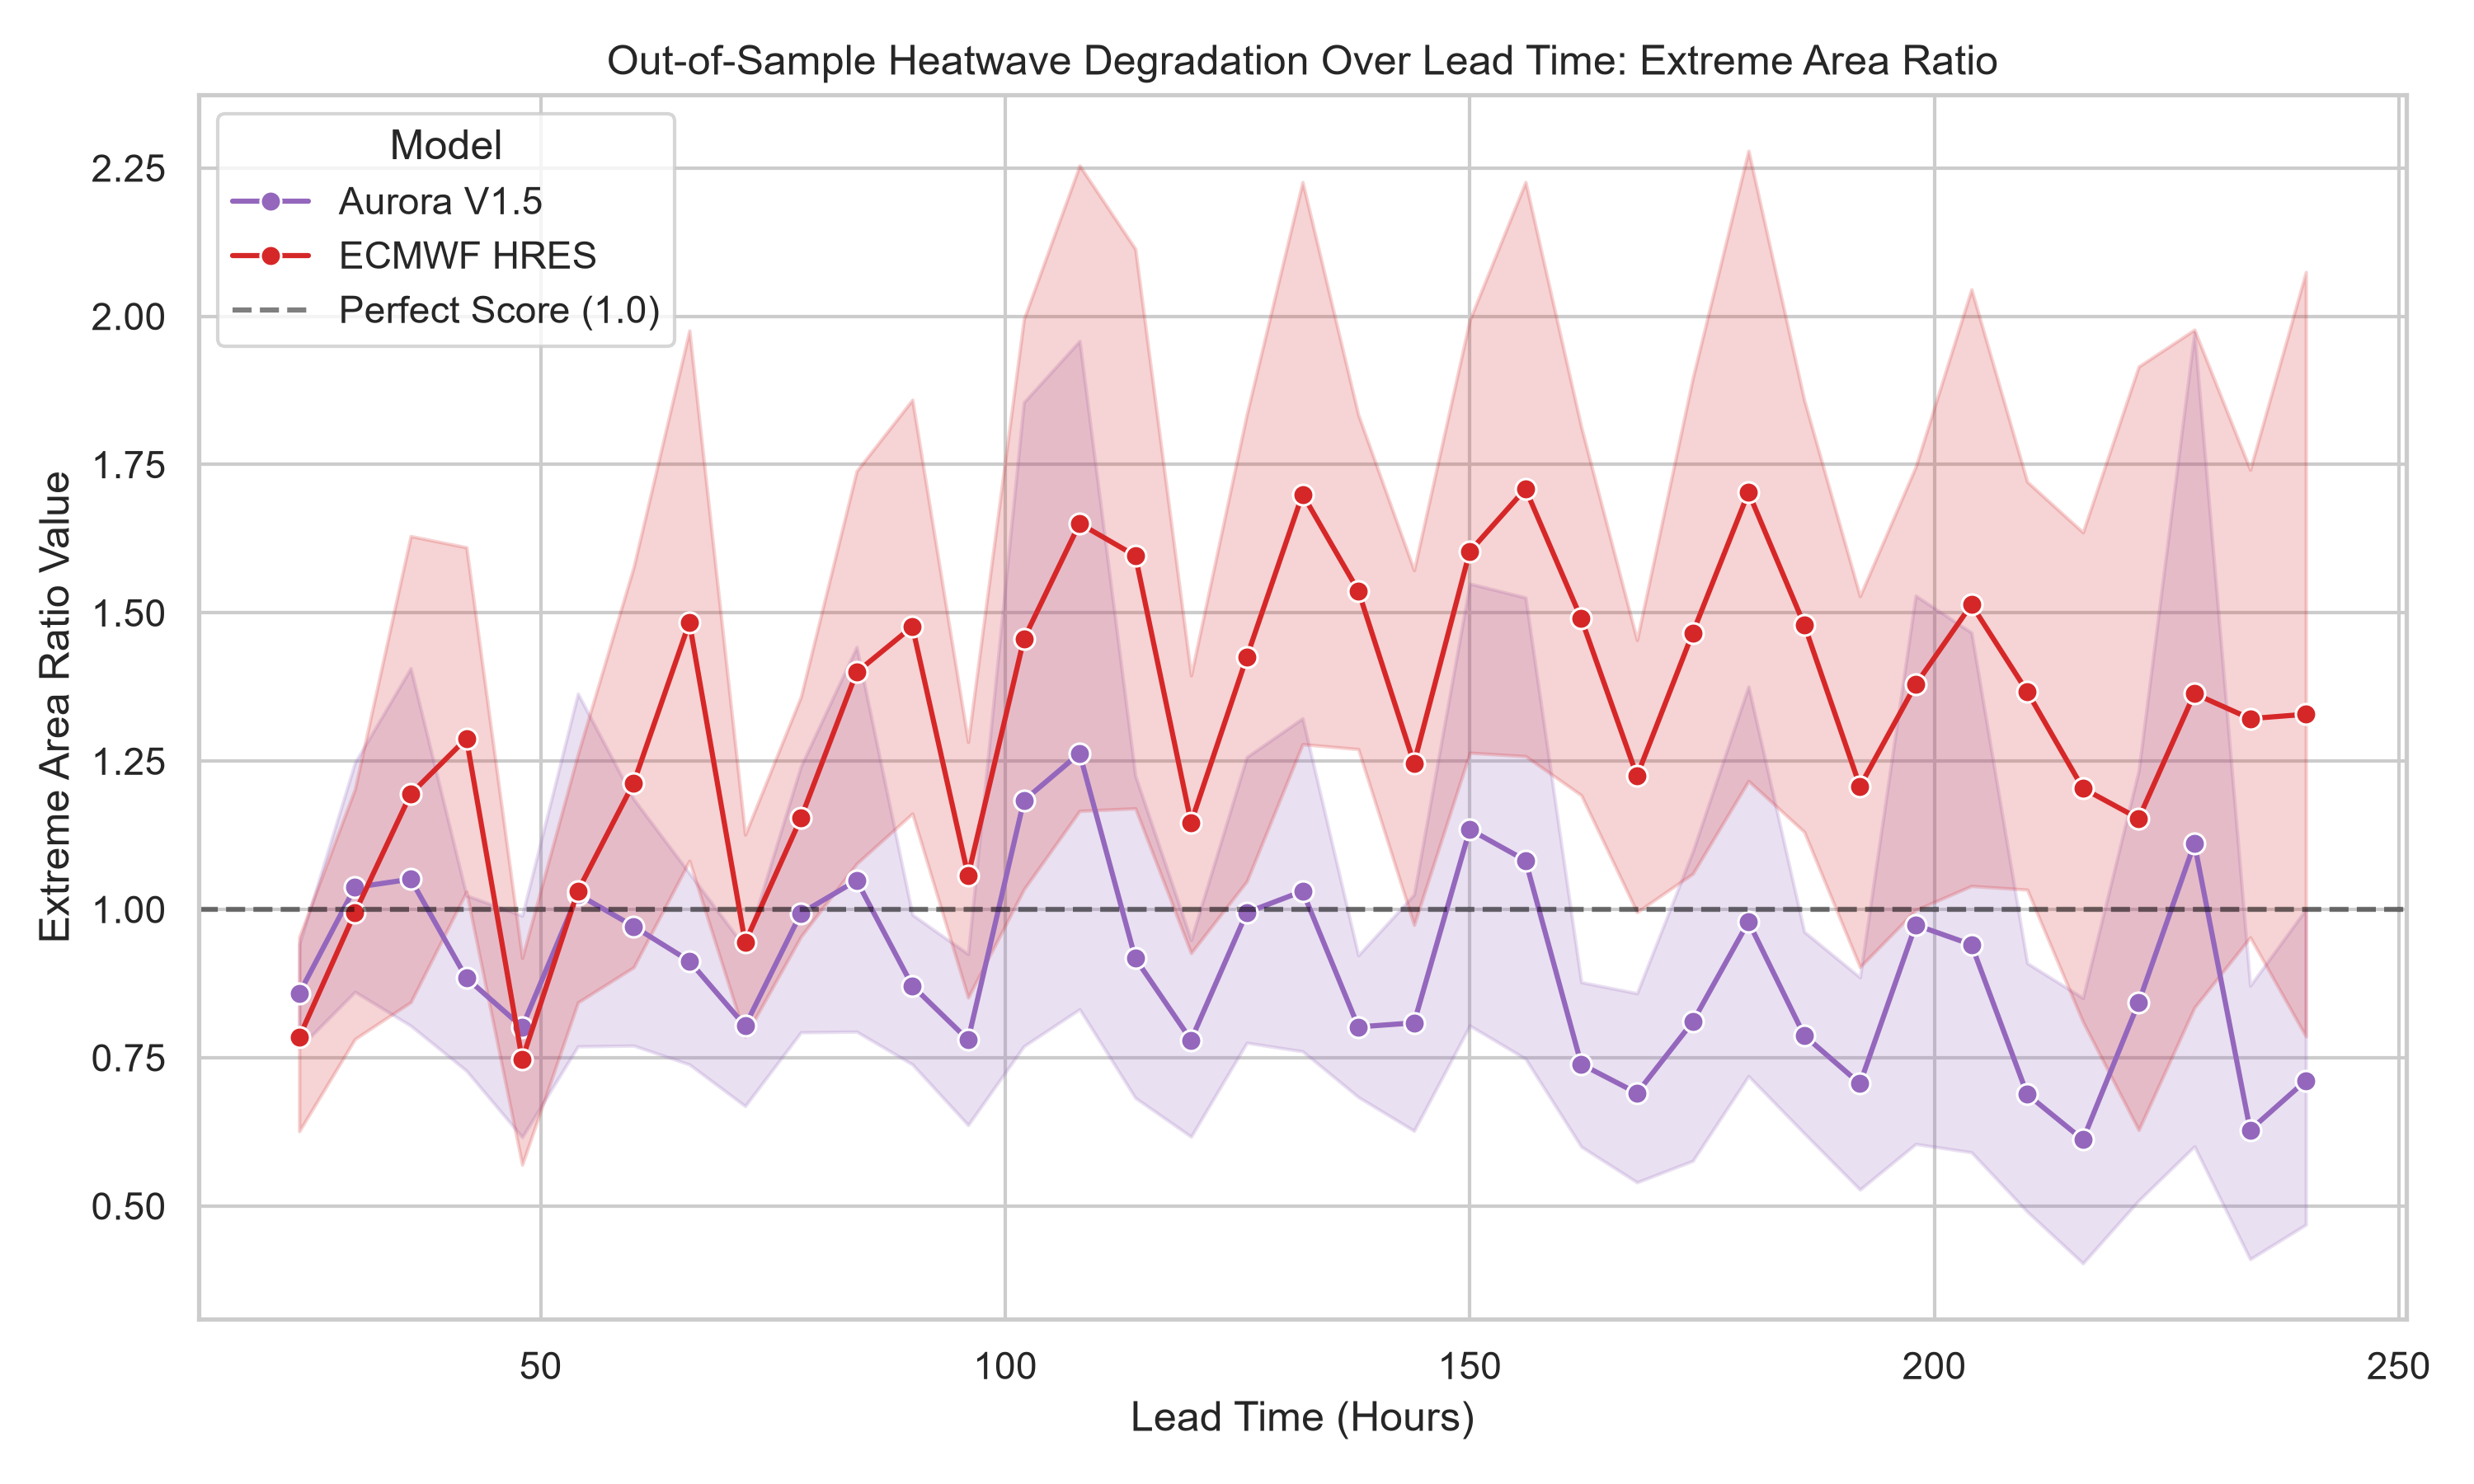 Out-of-Sample Heatwave Degradation Over Lead Time: Extreme Area Ratio
Model
Aurora V1.5
ECMWF HRES
Perfect Score (1.0)
Extreme Area Ratio Value
2.25
2.00
1.75
1.50
1.25
1.00
0.75
0.50
50
100
150
200
250
Lead Time (Hours)